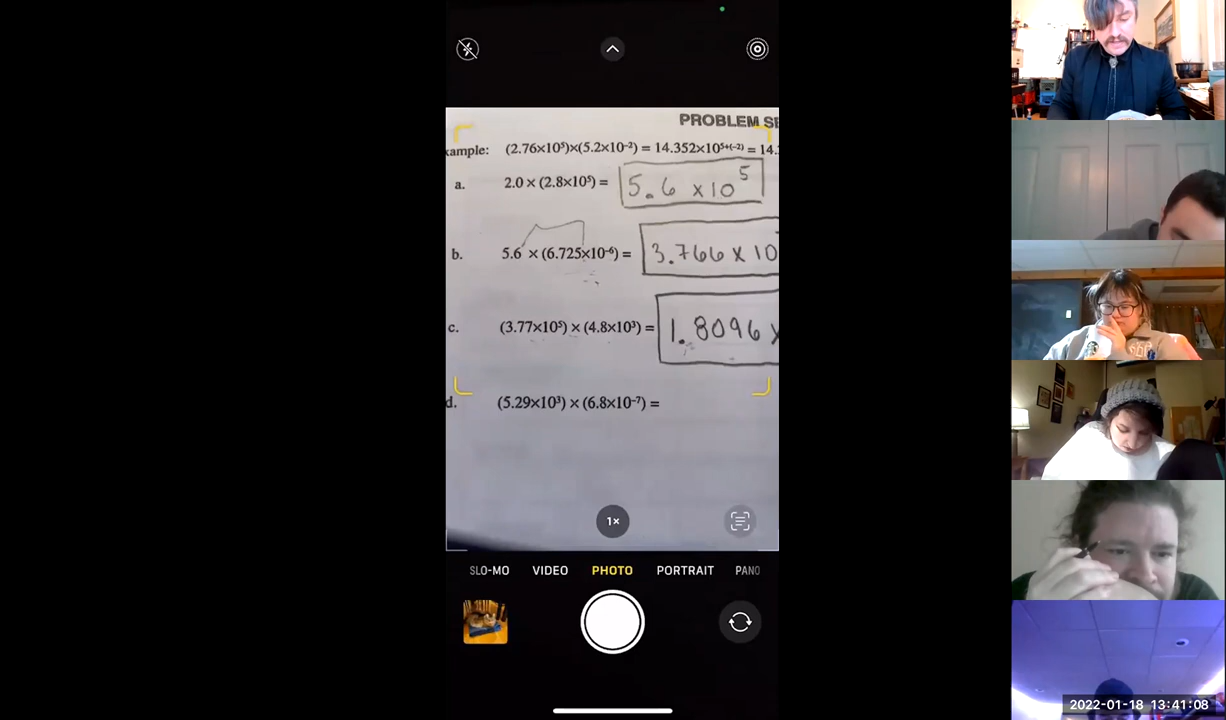 PROBLEM SE
xample: (2.76×10⁵)×(5.2×10⁻²) = 14.352×10⁵⁺⁽⁻²⁾ = 14.
a. 2.0 × (2.8×10⁵) = 5.6 ×10⁵
b. 5.6 × (6.725×10⁻⁶) = 3.766 × 10
c. (3.77×10⁵) × (4.8×10³) = 1.8096 ×
d. (5.29×10³) × (6.8×10⁻⁷) =
1×
SLO-MO VIDEO PHOTO PORTRAIT PANO
2022-01-18 13:41:08